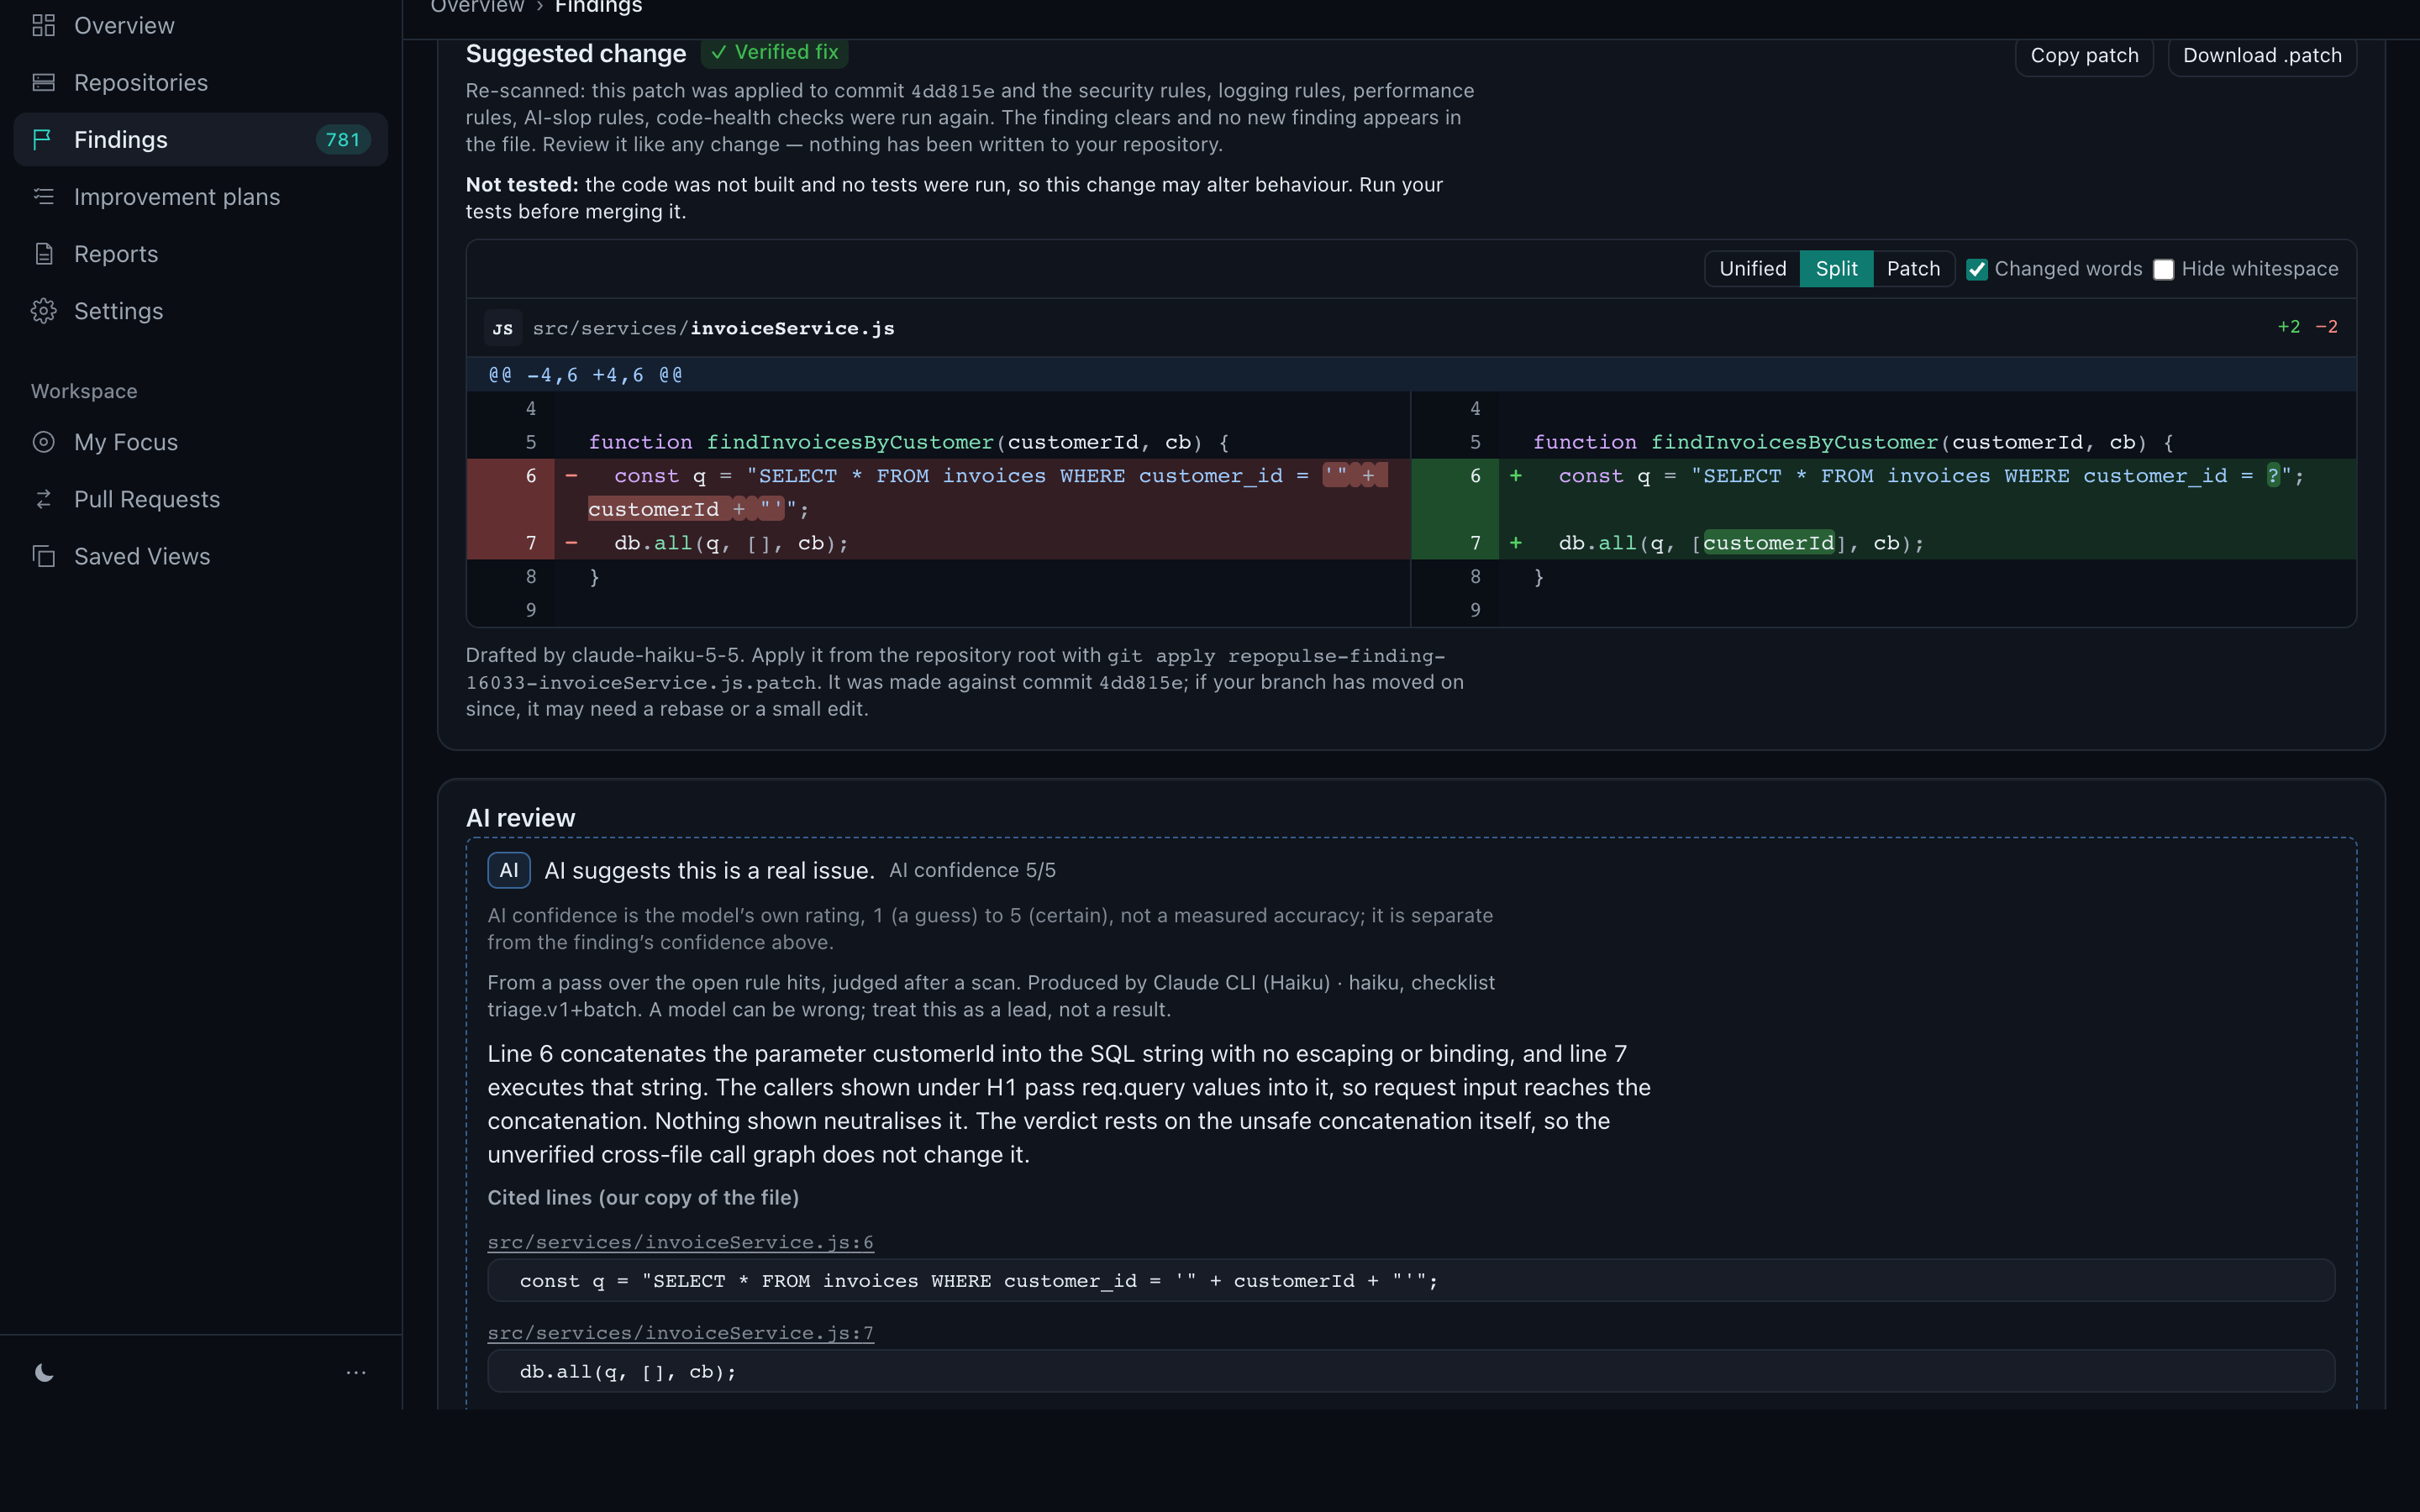 Overview
Repositories
Findings 781
Improvement plans
Reports
Settings
Workspace
My Focus
Pull Requests
Saved Views
...
Overview › Findings
Suggested change ✓ Verified fix
Copy patch Download .patch
Re-scanned: this patch was applied to commit 4dd815e and the security rules, logging rules, performance
rules, AI-slop rules, code-health checks were run again. The finding clears and no new finding appears in
the file. Review it like any change — nothing has been written to your repository.
Not tested: the code was not built and no tests were run, so this change may alter behaviour. Run your
tests before merging it.
Unified Split Patch Changed words Hide whitespace
JS src/services/invoiceService.js +2 −2
@@ −4,6 +4,6 @@
4
5 function findInvoicesByCustomer(customerId, cb) {
6 − const q = "SELECT * FROM invoices WHERE customer_id = '" +
customerId + "'";
7 − db.all(q, [], cb);
8 }
9
4
5 function findInvoicesByCustomer(customerId, cb) {
6 + const q = "SELECT * FROM invoices WHERE customer_id = ?";
7 + db.all(q, [customerId], cb);
8 }
9
Drafted by claude-haiku-5-5. Apply it from the repository root with git apply repopulse-finding-
16033-invoiceService.js.patch. It was made against commit 4dd815e; if your branch has moved on
since, it may need a rebase or a small edit.
AI review
AI AI suggests this is a real issue. AI confidence 5/5
AI confidence is the model’s own rating, 1 (a guess) to 5 (certain), not a measured accuracy; it is separate
from the finding’s confidence above.
From a pass over the open rule hits, judged after a scan. Produced by Claude CLI (Haiku) · haiku, checklist
triage.v1+batch. A model can be wrong; treat this as a lead, not a result.
Line 6 concatenates the parameter customerId into the SQL string with no escaping or binding, and line 7
executes that string. The callers shown under H1 pass req.query values into it, so request input reaches the
concatenation. Nothing shown neutralises it. The verdict rests on the unsafe concatenation itself, so the
unverified cross-file call graph does not change it.
Cited lines (our copy of the file)
src/services/invoiceService.js:6
const q = "SELECT * FROM invoices WHERE customer_id = '" + customerId + "'";
src/services/invoiceService.js:7
db.all(q, [], cb);